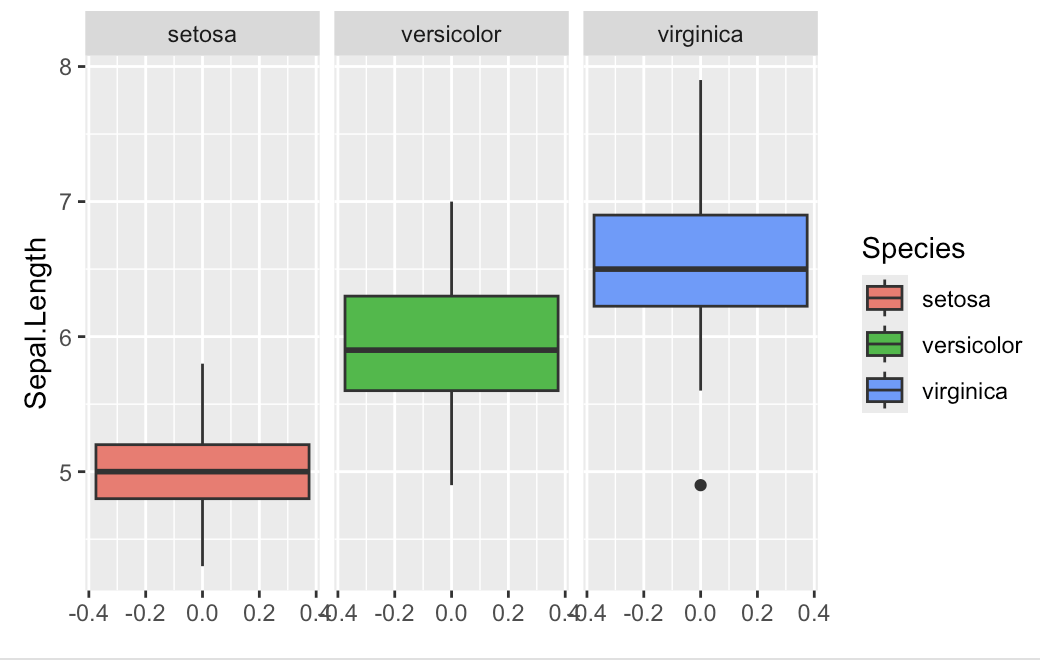 setosa versicolor virginica
8
7
6
5
Sepal.Length
-0.4 -0.2 0.0 0.2 0.4 -0.4 -0.2 0.0 0.2 0.4 -0.4 -0.2 0.0 0.2 0.4
Species
setosa
versicolor
virginica